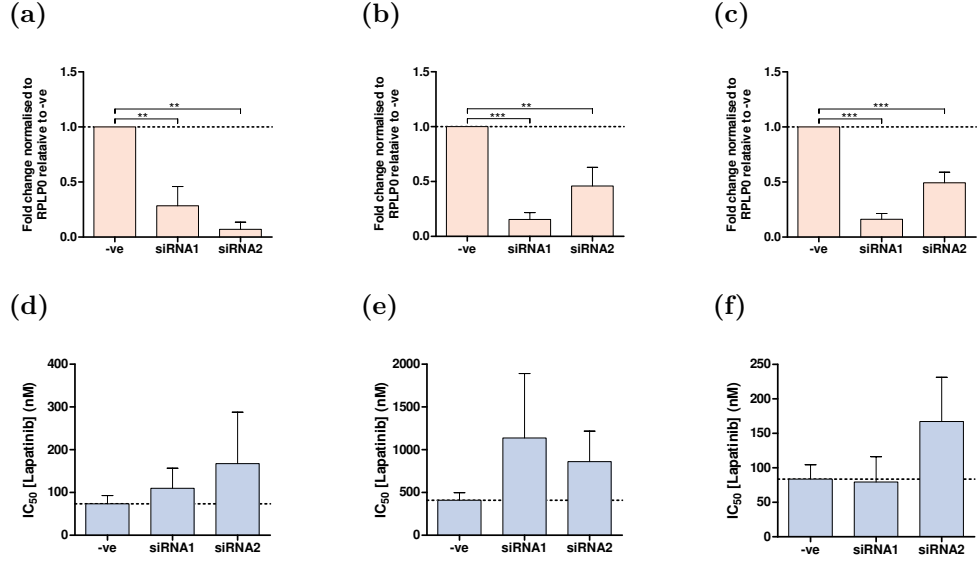 (a)
Fold change normalised to
RPLP0 relataive to -ve
1.5
1.0
0.5
0.0
**
**
-ve
siRNA1
siRNA2
(b)
Fold change normalised to
RPLP0 relataive to -ve
1.5
1.0
0.5
0.0
**
***
-ve
siRNA1
siRNA2
(c)
Fold change normalised to
RPLP0 relataive to -ve
1.5
1.0
0.5
0.0
***
***
-ve
siRNA1
siRNA2
(d)
IC50 [Lapatinib] (nM)
400
300
200
100
0
-ve
siRNA1
siRNA2
(e)
IC50 [Lapatinib] (nM)
2000
1500
1000
500
0
-ve
siRNA1
siRNA2
(f)
IC50 [Lapatinib] (nM)
250
200
150
100
50
0
-ve
siRNA1
siRNA2